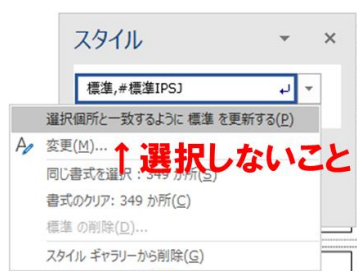 スタイル
標準,#標準IPSJ
選択個所と一致するように 標準 を更新する(P)
変更(M)...
↑選択しないこと
同じ書式を選択 : 349 か所(S)
書式のクリア: 349 か所(C)
標準 の削除(D)...
スタイル ギャラリーから削除(G)